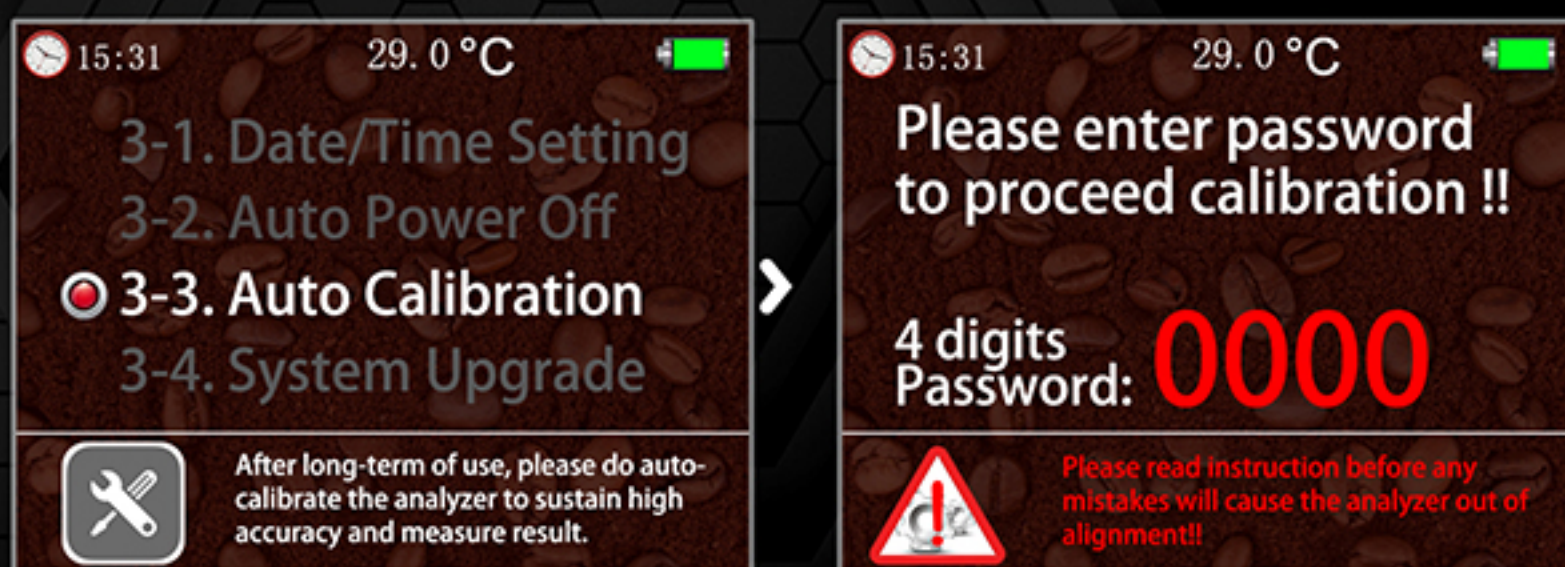 15:31 29.0 °C
3-1. Date/Time Setting
3-2. Auto Power Off
3-3. Auto Calibration
3-4. System Upgrade
After long-term of use, please do auto-
calibrate the analyzer to sustain high
accuracy and measure result.
15:31 29.0 °C
Please enter password
to proceed calibration !!
4 digits
Password: 0000
Please read instruction before any
mistakes will cause the analyzer out of
alignment!!